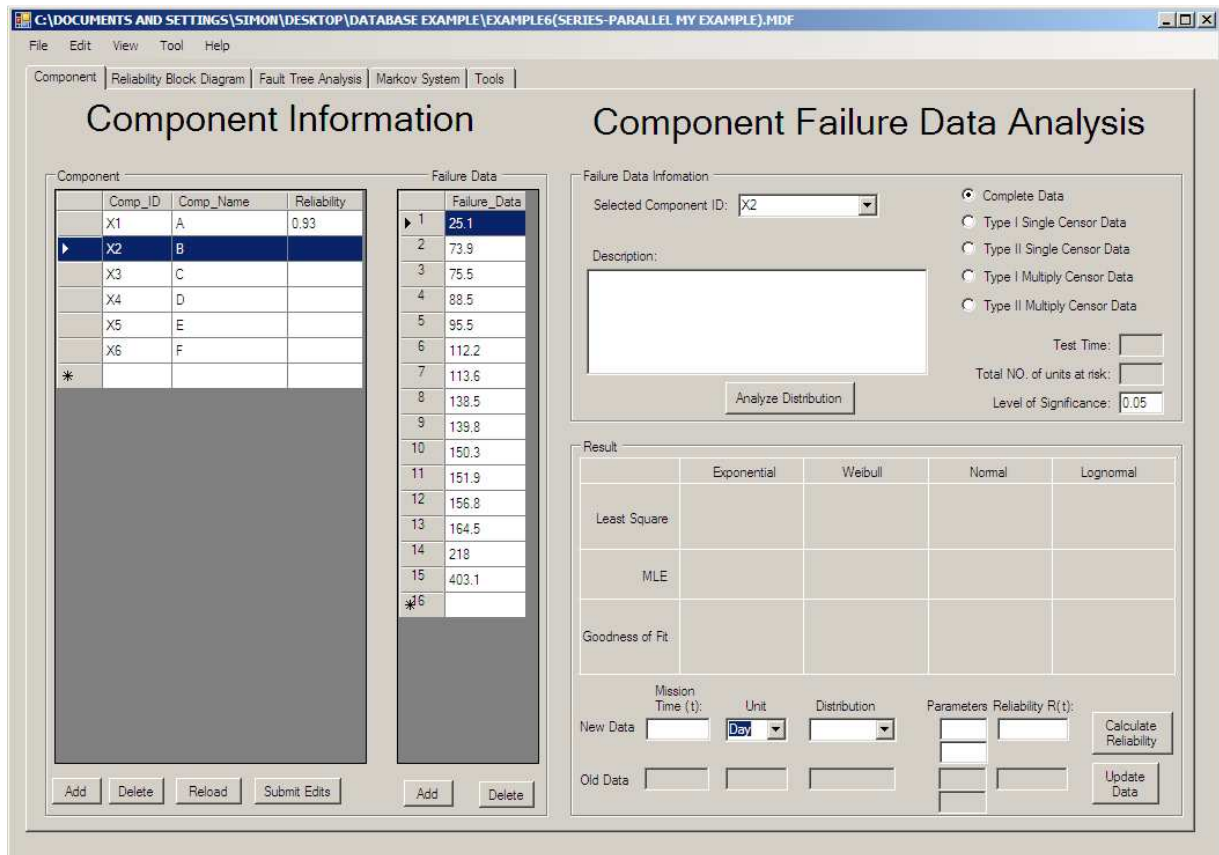 C:\DOCUMENTS AND SETTINGS\SIMON\DESKTOP\DATABASE EXAMPLE\EXAMPLE6(SERIES-PARALLEL MY EXAMPLE).MDF
File Edit View Tool Help
Component Reliability Block Diagram Fault Tree Analysis Markov System Tools
Component Information
Component Failure Data Analysis
Component
Comp_ID Comp_Name Reliability
X1 A 0.93
X2 B
X3 C
X4 D
X5 E
X6 F
Add Delete Reload Submit Edits
Failure Data
Failure_Data
1 25.1
2 73.9
3 75.5
4 88.5
5 95.5
6 112.2
7 113.6
8 138.5
9 139.8
10 150.3
11 151.9
12 156.8
13 164.5
14 218
15 403.1
16
Add Delete
Failure Data Infomation
Selected Component ID: X2
Description:
Analyze Distribution
Complete Data
Type I Single Censor Data
Type II Single Censor Data
Type I Multiply Censor Data
Type II Multiply Censor Data
Test Time:
Total NO. of units at risk:
Level of Significance: 0.05
Result
Exponential Weibull Normal Lognormal
Least Square
MLE
Goodness of Fit
Mission
Time (t): Unit Distribution Parameters Reliability R(t):
New Data Day
Calculate
Reliability
Old Data
Update
Data